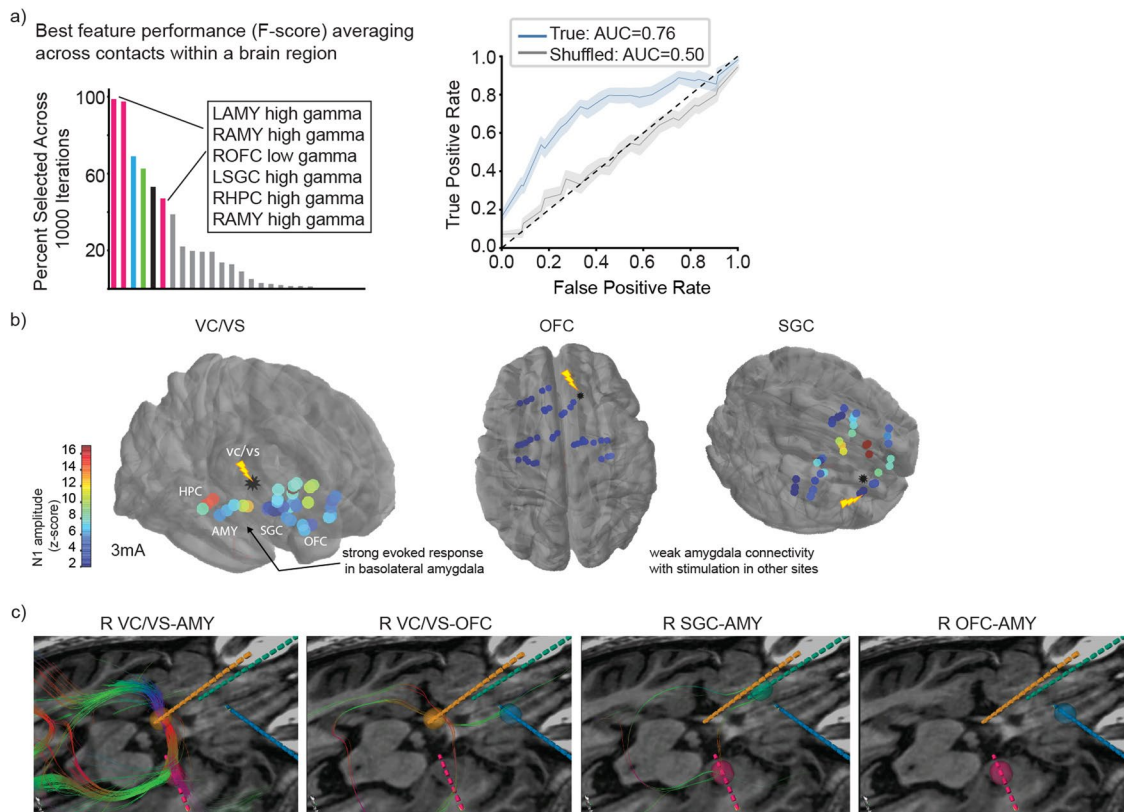 a)
Best feature performance (F-score) averaging
across contacts within a brain region
Percent Selected Across
1000 Iterations
100
60
20
LAMY high gamma
RAMY high gamma
ROFC low gamma
LSGC high gamma
RHPC high gamma
RAMY high gamma
True: AUC=0.76
Shuffled: AUC=0.50
True Positive Rate
1.0
0.8
0.6
0.4
0.2
0.0
0.0 0.2 0.4 0.6 0.8 1.0
False Positive Rate
b)
VC/VS
OFC
SGC
N1 amplitude
(z-score)
16
14
12
10
8
6
4
2
3mA
vc/vs
HPC
AMY
SGC
OFC
strong evoked response
in basolateral amygdala
weak amygdala connectivity
with stimulation in other sites
c)
R VC/VS-AMY
R VC/VS-OFC
R SGC-AMY
R OFC-AMY